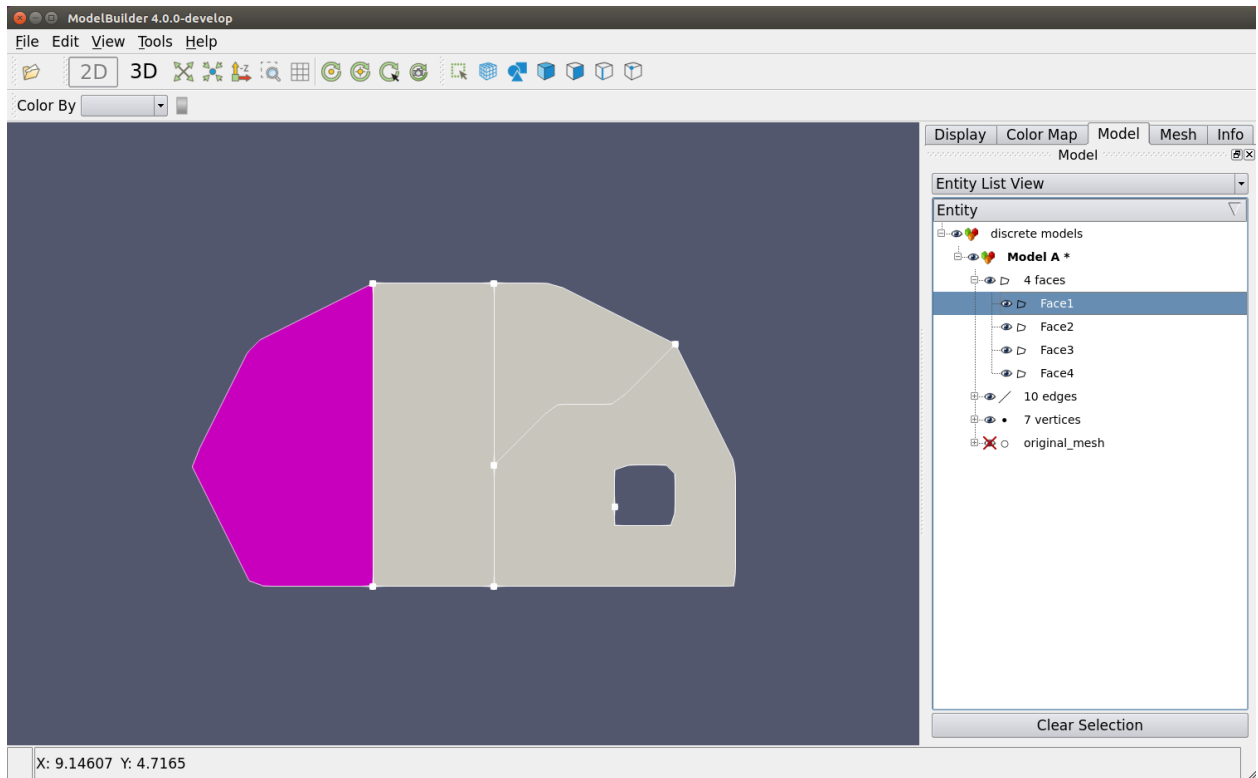 ModelBuilder 4.0.0-develop
File Edit View Tools Help
2D 3D
Color By
Display Color Map Model Mesh Info
Model
Entity List View
Entity
discrete models
Model A *
4 faces
Face1
Face2
Face3
Face4
10 edges
7 vertices
original_mesh
Clear Selection
X: 9.14607 Y: 4.7165